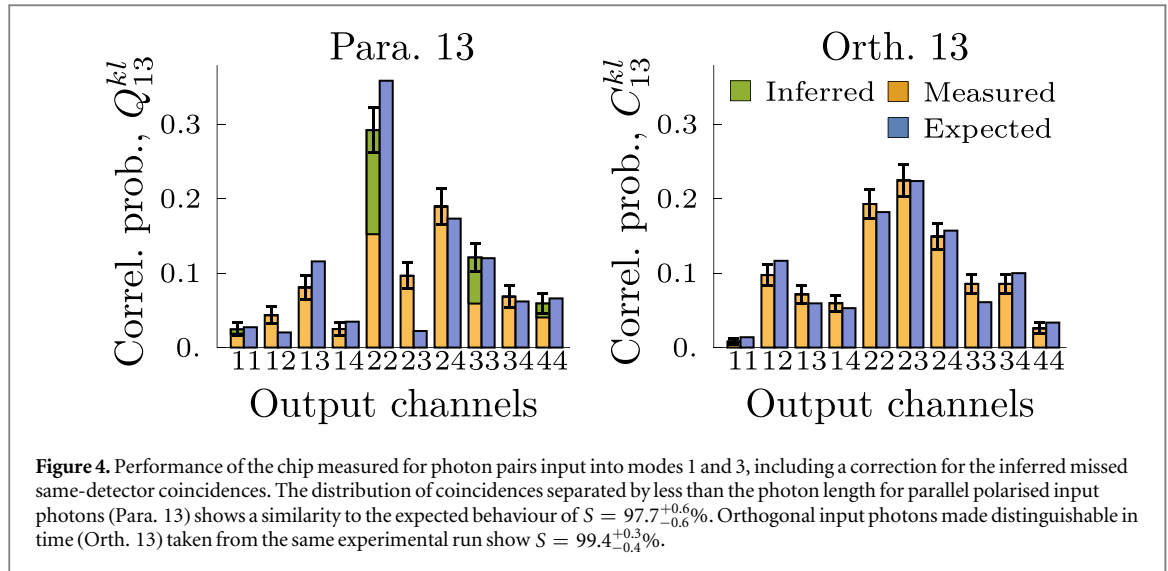 Para. 13
Orth. 13
Correl. prob., $Q_{13}^{kl}$
0.3
0.2
0.1
0.
11 12 13 14 22 23 24 33 34 44
Output channels
Correl. prob., $C_{13}^{kl}$
0.3
0.2
0.1
0.
Inferred
Measured
Expected
11 12 13 14 22 23 24 33 34 44
Output channels
Figure 4. Performance of the chip measured for photon pairs input into modes 1 and 3, including a correction for the inferred missed
same-detector coincidences. The distribution of coincidences separated by less than the photon length for parallel polarised input
photons (Para. 13) shows a similarity to the expected behaviour of $S = 97.7^{+0.6}_{-0.6}\%$. Orthogonal input photons made distinguishable in
time (Orth. 13) taken from the same experimental run show $S = 99.4^{+0.3}_{-0.4}\%$.